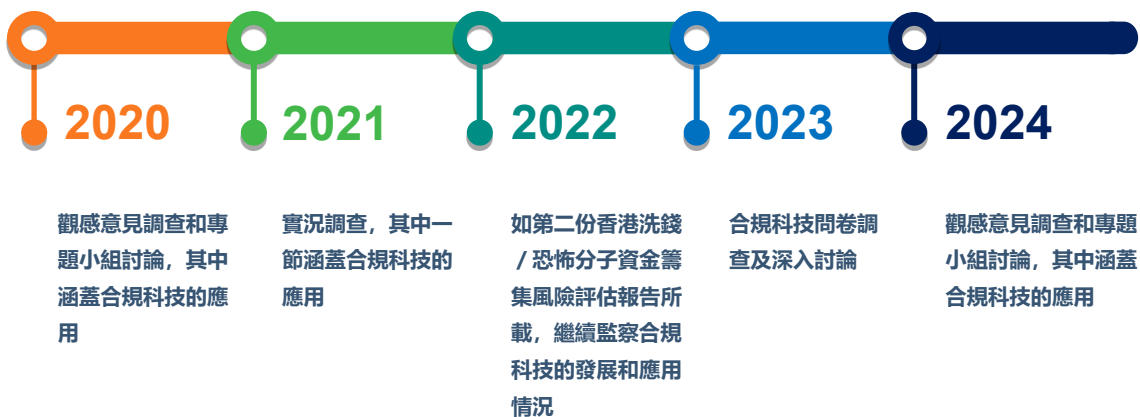 2020
2021
2022
2023
2024
觀感意見調查和專
題小組討論，其中
涵蓋合規科技的應
用
實況調查，其中一
節涵蓋合規科技的
應用
如第二份香港洗錢
／恐怖分子資金籌
集風險評估報告所
載，繼續監察合規
科技的發展和應用
情況
合規科技問卷調
查及深入討論
觀感意見調查和專題
小組討論，其中涵蓋
合規科技的應用